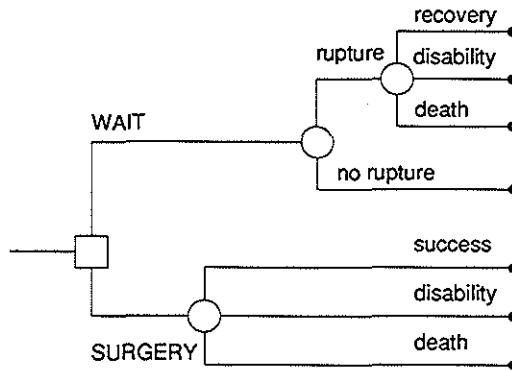 recovery
rupture
disability
death
WAIT
no rupture
success
disability
SURGERY
death